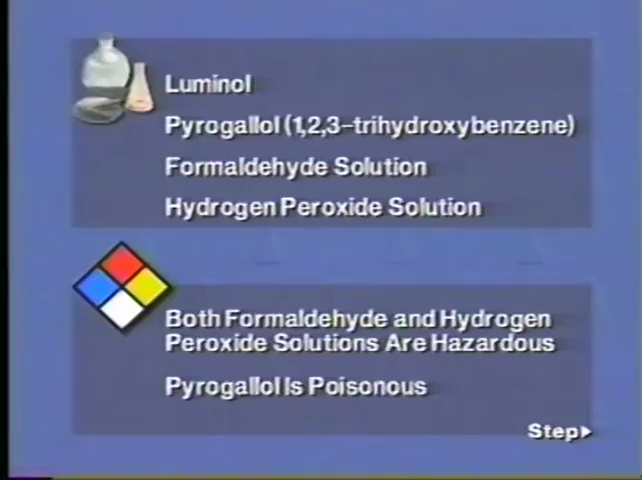 Luminol
Pyrogallol (1,2,3-trihydroxybenzene)
Formaldehyde Solution
Hydrogen Peroxide Solution
Both Formaldehyde and Hydrogen
Peroxide Solutions Are Hazardous
Pyrogallol Is Poisonous
Step▸